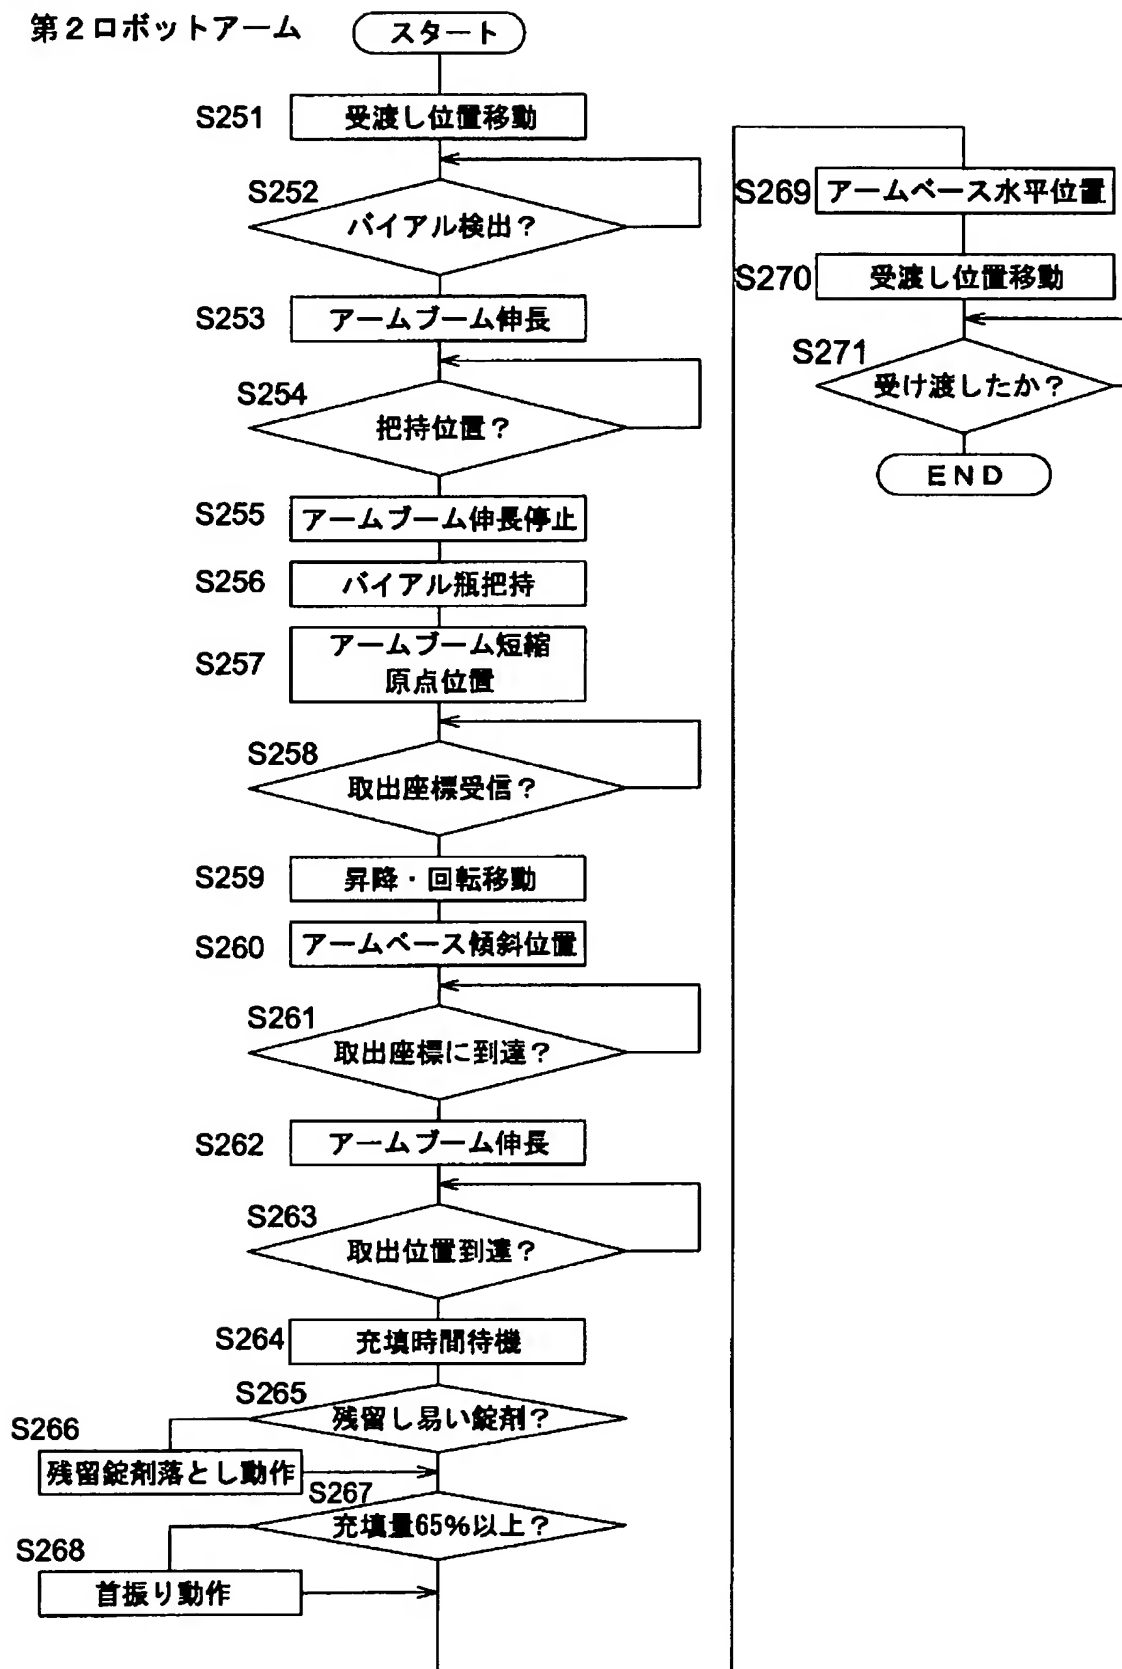 第2ロボットアーム
スタート
S251
受渡し位置移動
S252
バイアル検出?
S253
アームブーム伸長
S254
把持位置?
S255
アームブーム伸長停止
S256
バイアル瓶把持
S257
アームブーム短縮
原点位置
S258
取出座標受信?
S259
昇降・回転移動
S260
アームベース傾斜位置
S261
取出座標に到達?
S262
アームブーム伸長
S263
取出位置到達?
S264
充填時間待機
S265
残留し易い錠剤?
S266
残留錠剤落とし動作
S267
充填量65%以上?
S268
首振り動作
S269
アームベース水平位置
S270
受渡し位置移動
S271
受け渡したか?
END